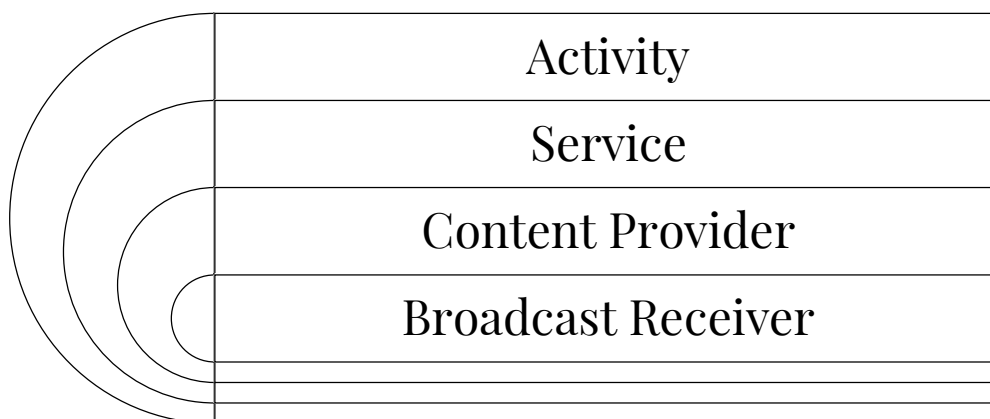 Activity
Service
Content Provider
Broadcast Receiver